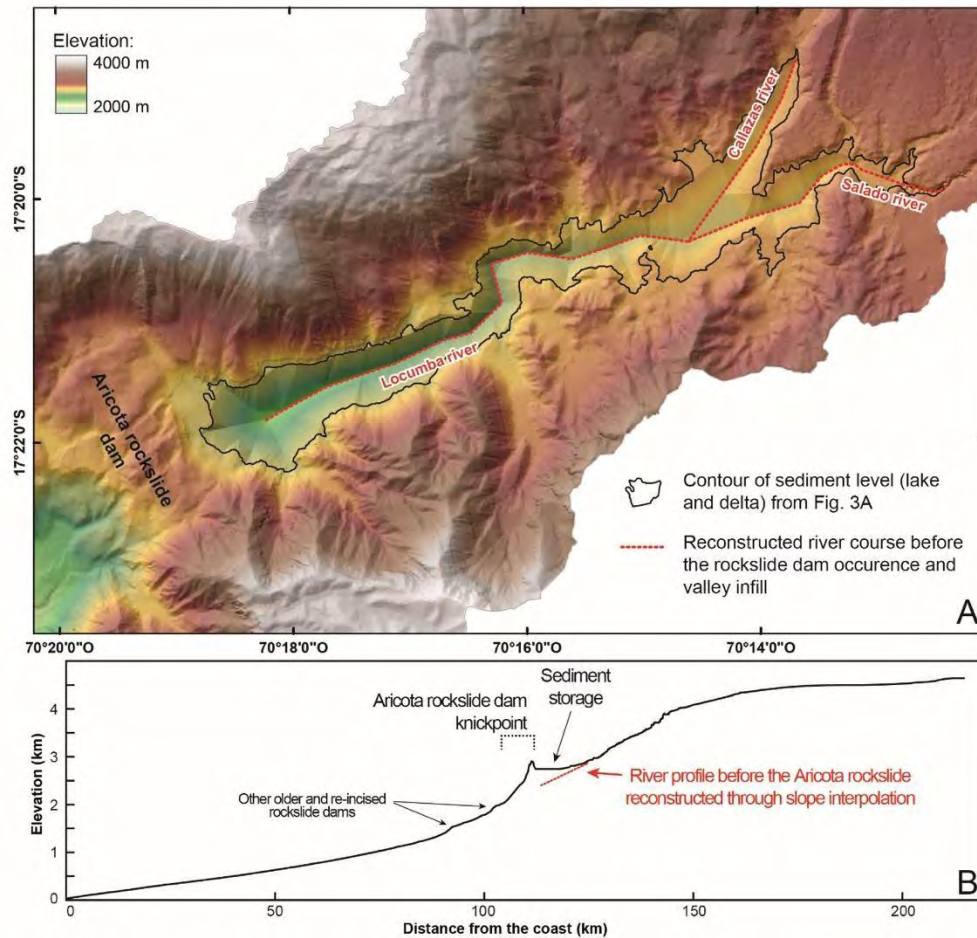 Elevation:
4000 m
2000 m
17°20'0"S
17°22'0"S
Callazas river
Salado river
Locumba river
Aricota rockslide
dam
Contour of sediment level (lake
and delta) from Fig. 3A
Reconstructed river course before
the rockslide dam occurence and
valley infill
A
70°20'0"O
70°18'0"O
70°16'0"O
70°14'0"O
Elevation (km)
4
3
2
1
0
Aricota rockslide dam
knickpoint
Sediment
storage
Other older and re-incised
rockslide dams
River profile before the Aricota rockslide
reconstructed through slope interpolation
B
0
50
100
150
200
Distance from the coast (km)